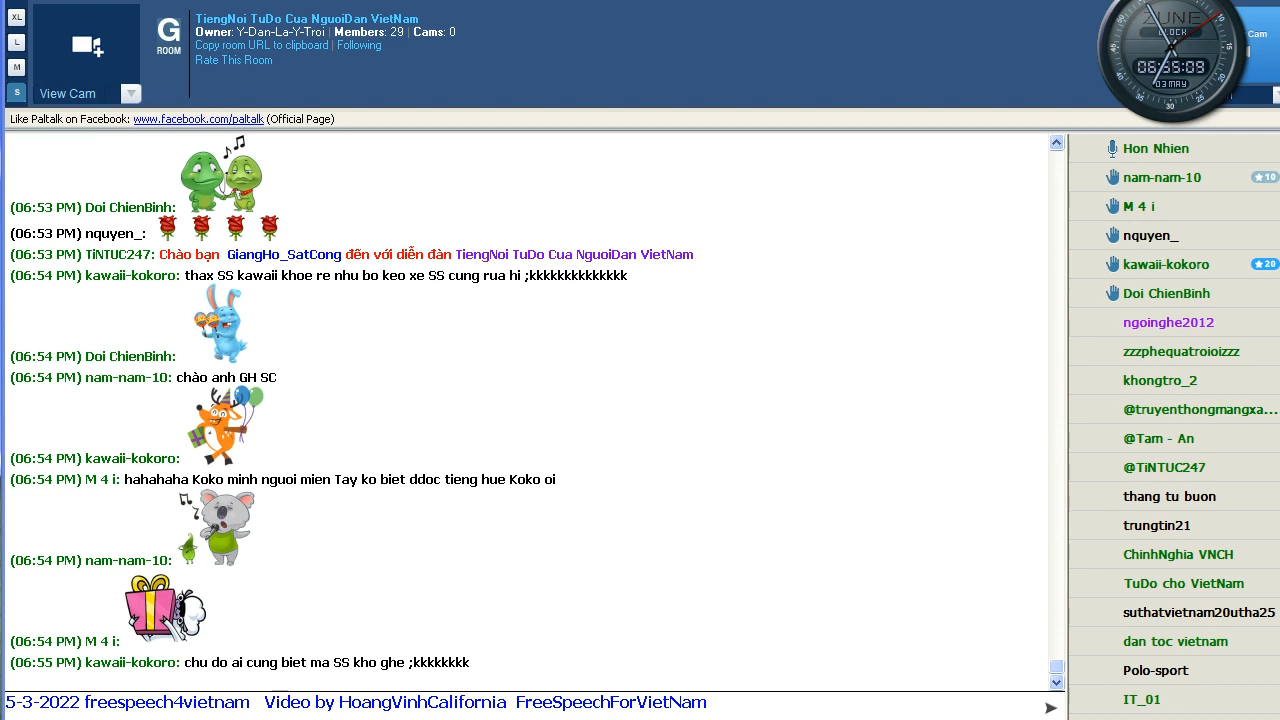 XL
L
M
S
View Cam
G
ROOM
TiengNoi TuDo Cua NguoiDan VietNam
Owner: Y-Dan-La-Y-Troi | Members: 29 | Cams: 0
Copy room URL to clipboard | Following
Rate This Room
ZUNE
CLOCK
06:35:09
03 MAY
Cam
Like Paltalk on Facebook: www.facebook.com/paltalk (Official Page)
(06:53 PM) Doi ChienBinh:
(06:53 PM) nquyen_:
(06:53 PM) TiNTUC247: Chào bạn GiangHo_SatCong đến với diễn đàn TiengNoi TuDo Cua NguoiDan VietNam
(06:54 PM) kawaii-kokoro: thax SS kawaii khoe re nhu bo keo xe SS cung rua hi ;kkkkkkkkkkkk
(06:54 PM) Doi ChienBinh:
(06:54 PM) nam-nam-10: chào anh GH SC
(06:54 PM) kawaii-kokoro:
(06:54 PM) M 4 i: hahahaha Koko minh nguoi mien Tay ko biet ddoc tieng hue Koko oi
(06:54 PM) nam-nam-10:
(06:54 PM) M 4 i:
(06:55 PM) kawaii-kokoro: chu do ai cung biet ma SS kho ghe ;kkkkkkkk
5-3-2022 freespeech4vietnam Video by HoangVinhCalifornia FreeSpeechForVietNam
Hon Nhien
nam-nam-10 10
M 4 i
nquyen_
kawaii-kokoro 20
Doi ChienBinh
ngoinghe2012
zzzphequatroioizzz
khongtro_2
@truyenthongmangxa...
@Tam - An
@TiNTUC247
thang tu buon
trungtin21
ChinhNghia VNCH
TuDo cho VietNam
suthatvietnam20utha25
dan toc vietnam
Polo-sport
IT_01